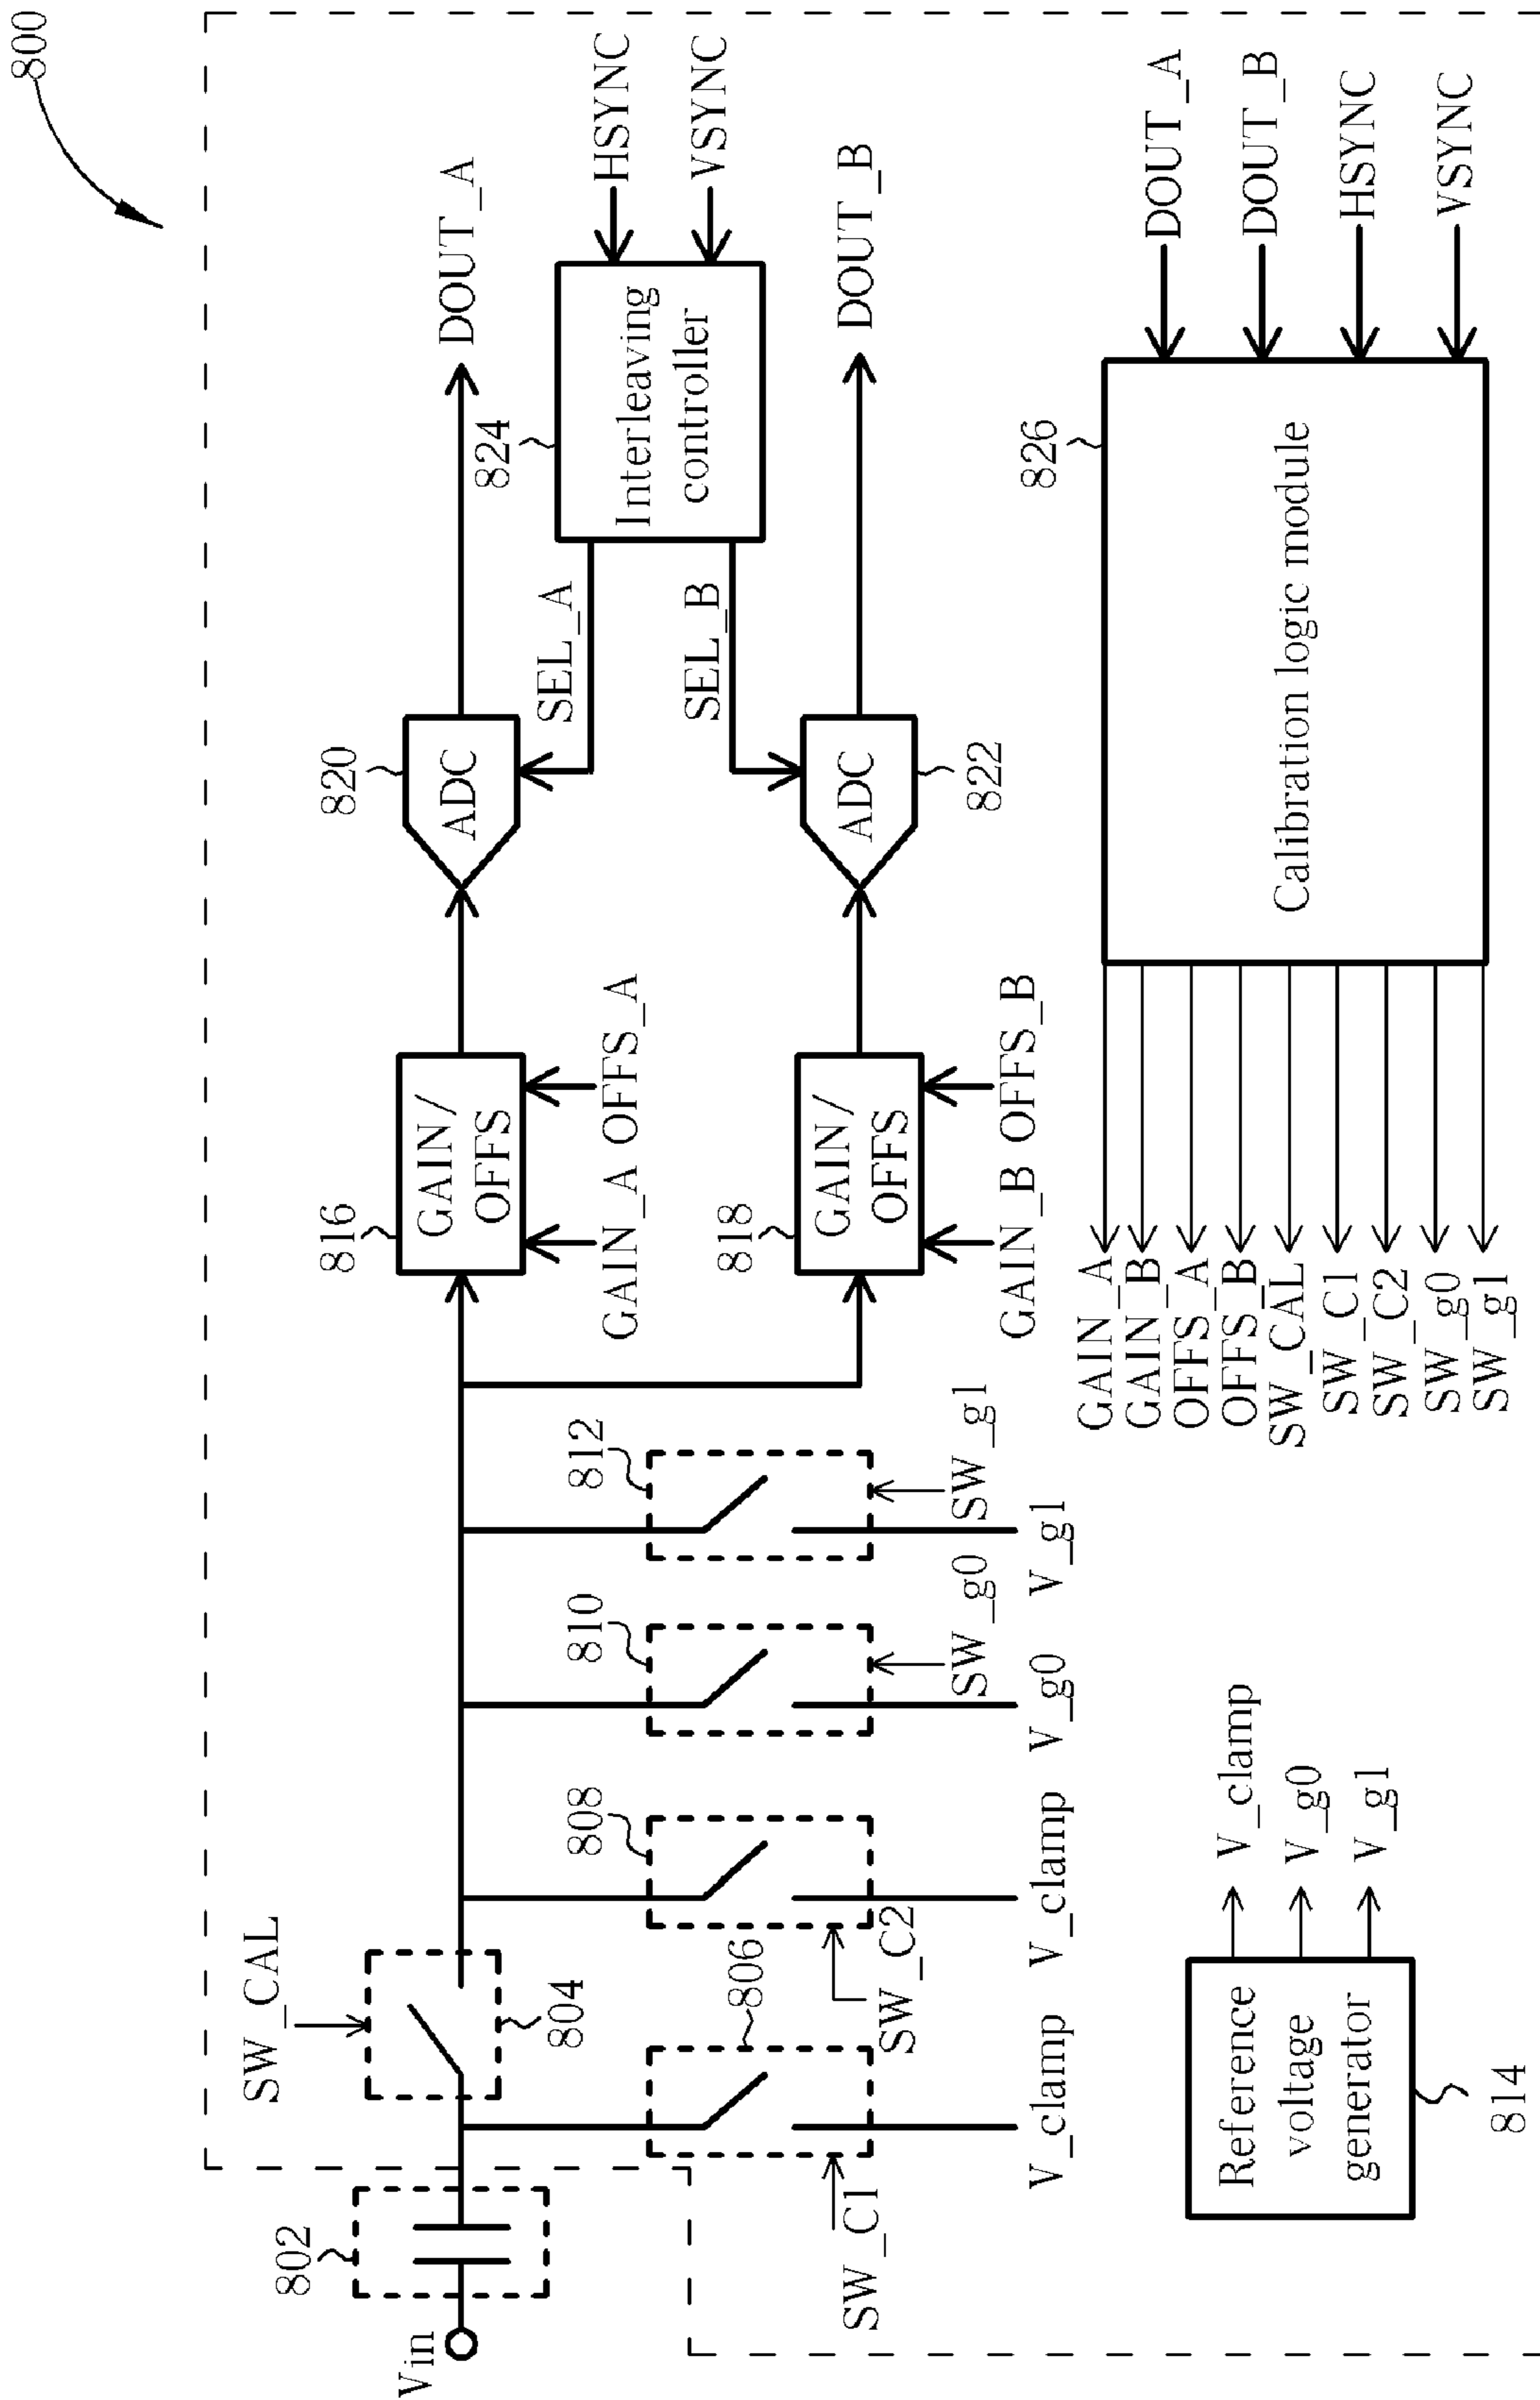 800
SW_CAL
802
804
Vin
816
GAIN/
OFFS
GAIN_A OFFS_A
820
ADC
DOUT_A
SEL_A
824
Interleaving
controller
HSYNC
VSYNC
SEL_B
806
SW_C1
V_clamp
808
SW_C2
V_clamp
810
SW_g0
V_g0
812
SW_g1
V_g1
818
GAIN/
OFFS
GAIN_B OFFS_B
ADC
822
DOUT_B
Reference
voltage
generator
814
V_clamp
V_g0
V_g1
GAIN_A
GAIN_B
OFFS_A
OFFS_B
SW_CAL
SW_C1
SW_C2
SW_g0
SW_g1
826
Calibration logic module
DOUT_A
DOUT_B
HSYNC
VSYNC